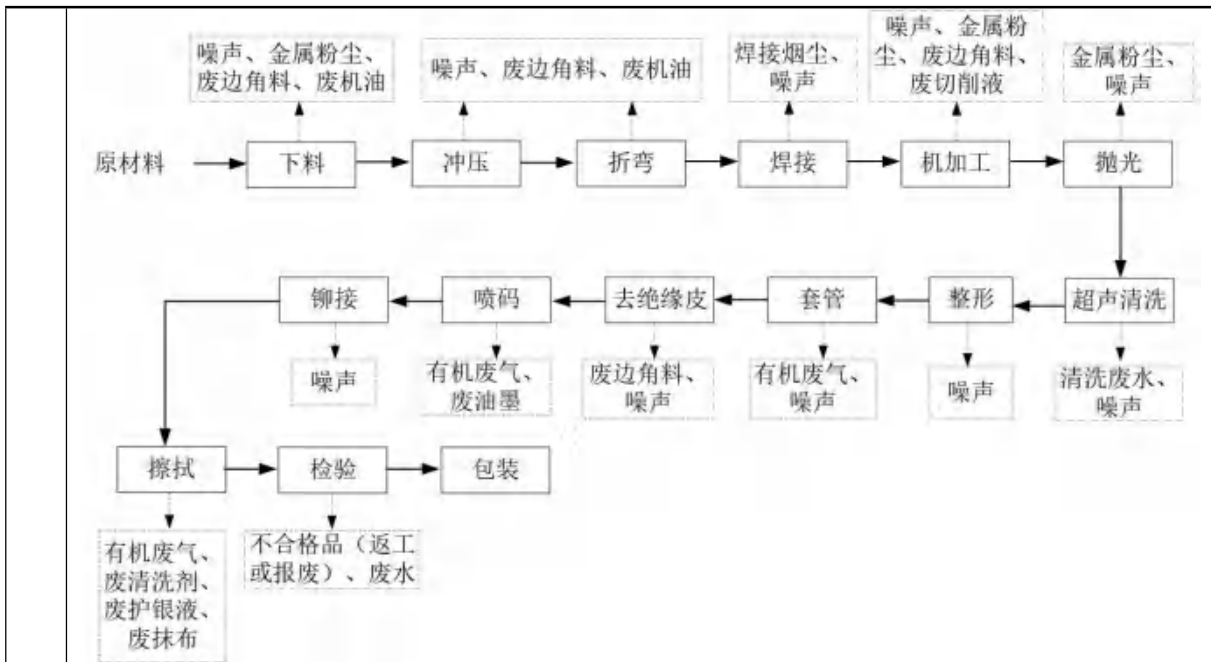 噪声、金属粉尘、
废边角料、废机油
噪声、废边角料、废机油
焊接烟尘、
噪声
噪声、金属粉
尘、废边角料、
废切削液
金属粉尘、
噪声
原材料
下料
冲压
折弯
焊接
机加工
抛光
铆接
喷码
去绝缘皮
套管
整形
超声清洗
噪声
有机废气、
废油墨
废边角料、
噪声
有机废气、
噪声
噪声
清洗废水、
噪声
擦拭
检验
包装
有机废气、
废清洗剂、
废护银液、
废抹布
不合格品（返工
或报废）、废水